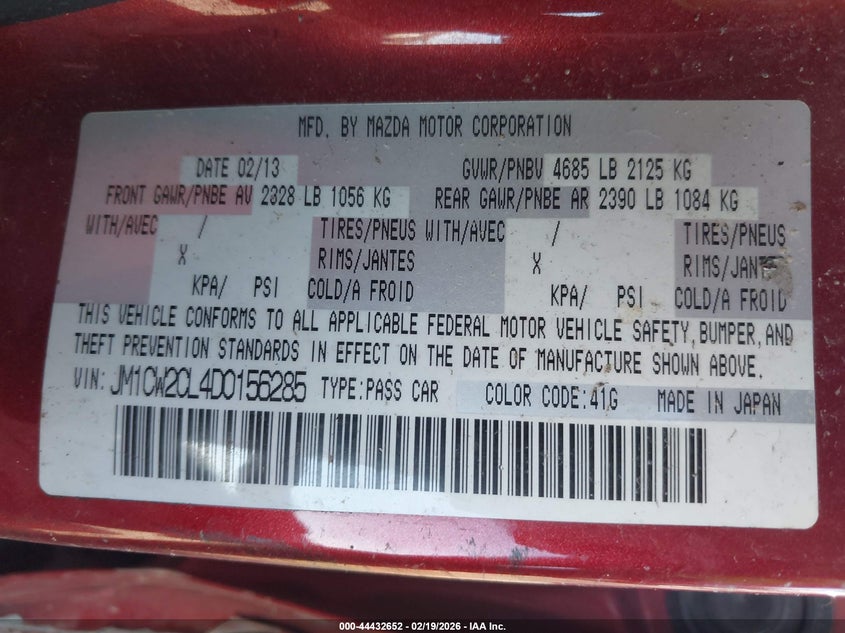 MFD. BY MAZDA MOTOR CORPORATION
DATE 02/13 GVWR/PNBV 4685 LB 2125 KG
FRONT GAWR/PNBE AV 2328 LB 1056 KG REAR GAWR/PNBE AR 2390 LB 1084 KG
WITH/AVEC / TIRES/PNEUS WITH/AVEC / TIRES/PNEUS
X RIMS/JANTES X RIMS/JANTES
KPA/ PSI COLD/A FROID KPA/ PSI COLD/A FROID
THIS VEHICLE CONFORMS TO ALL APPLICABLE FEDERAL MOTOR VEHICLE SAFETY,BUMPER,AND
THEFT PREVENTION STANDARDS IN EFFECT ON THE DATE OF MANUFACTURE SHOWN ABOVE.
VIN: JM1CW2CL4D0156285 TYPE:PASS CAR COLOR CODE:41G MADE IN JAPAN
000-44432652 - 02/19/2026 - IAA Inc.